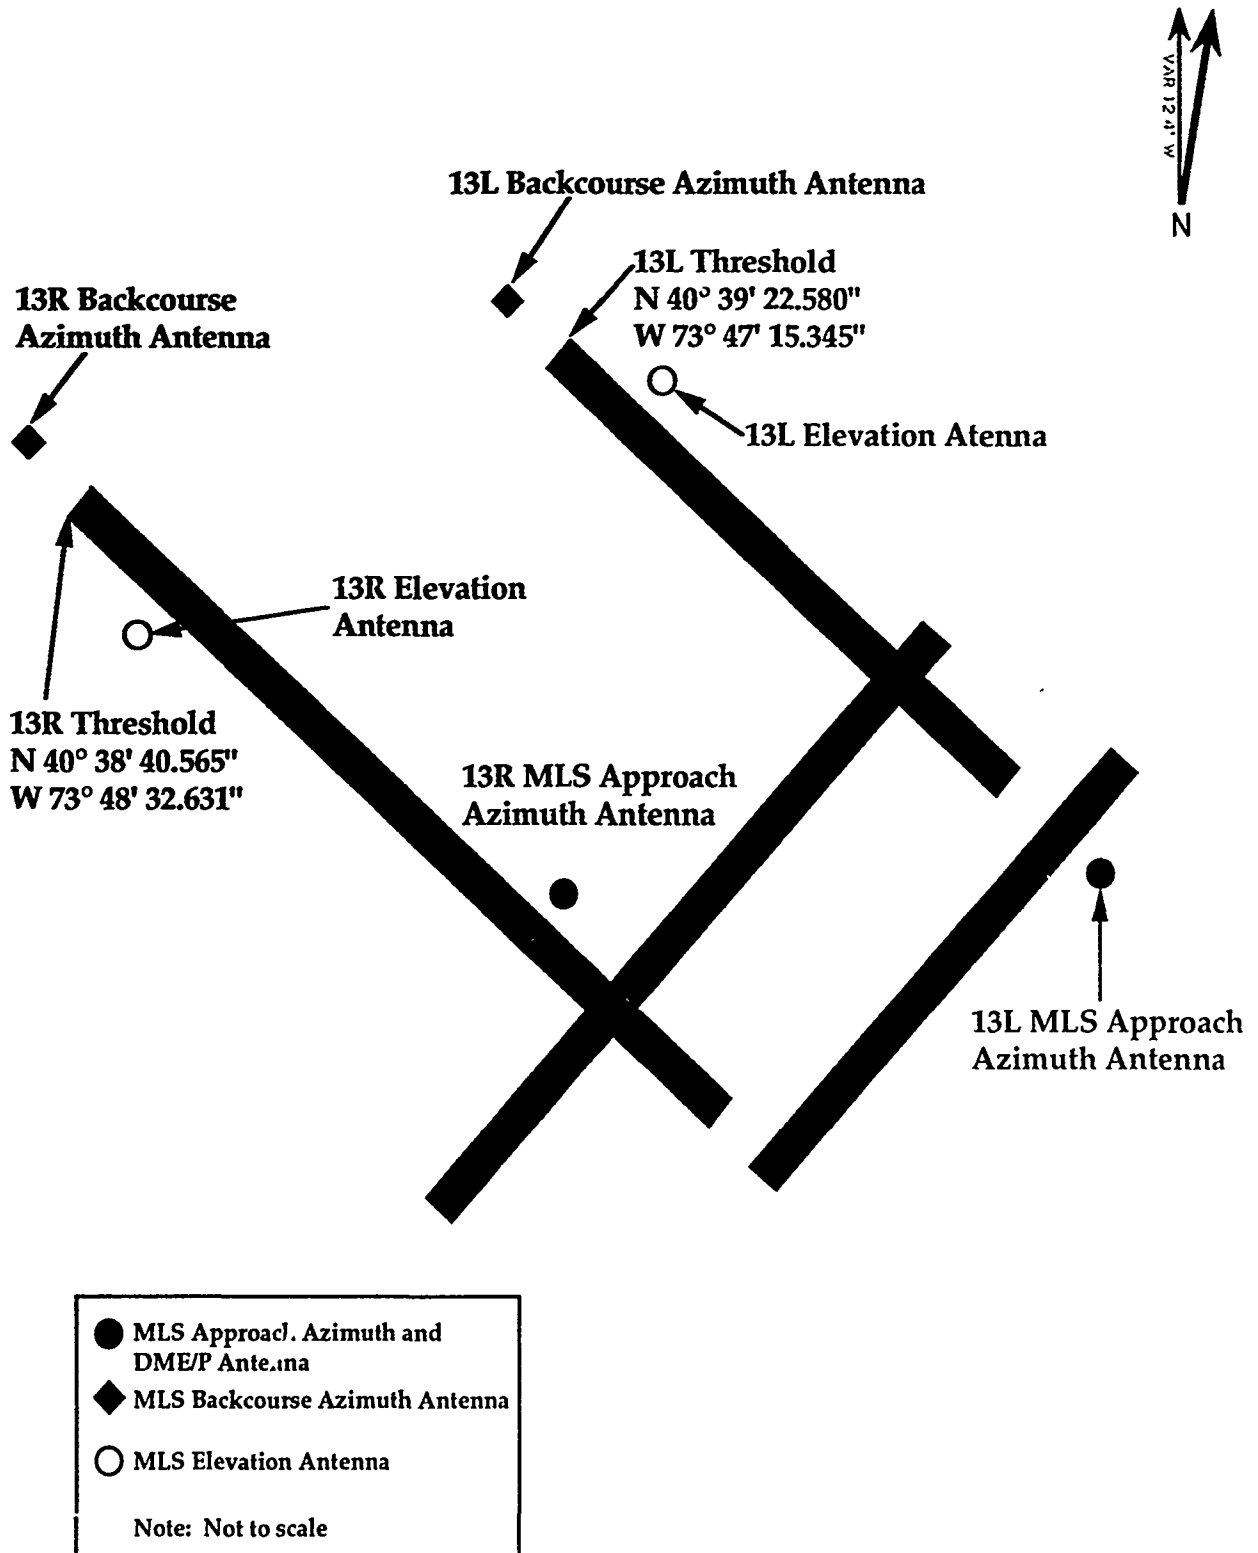 VAR 12 4' W
N
13L Backcourse Azimuth Antenna
13L Threshold
N 40° 39' 22.580"
W 73° 47' 15.345"
13R Backcourse
Azimuth Antenna
13L Elevation Atenna
13R Elevation
Antenna
13R Threshold
N 40° 38' 40.565"
W 73° 48' 32.631"
13R MLS Approach
Azimuth Antenna
13L MLS Approach
Azimuth Antenna
MLS Approach Azimuth and
DME/P Antenna
MLS Backcourse Azimuth Antenna
MLS Elevation Antenna
Note: Not to scale